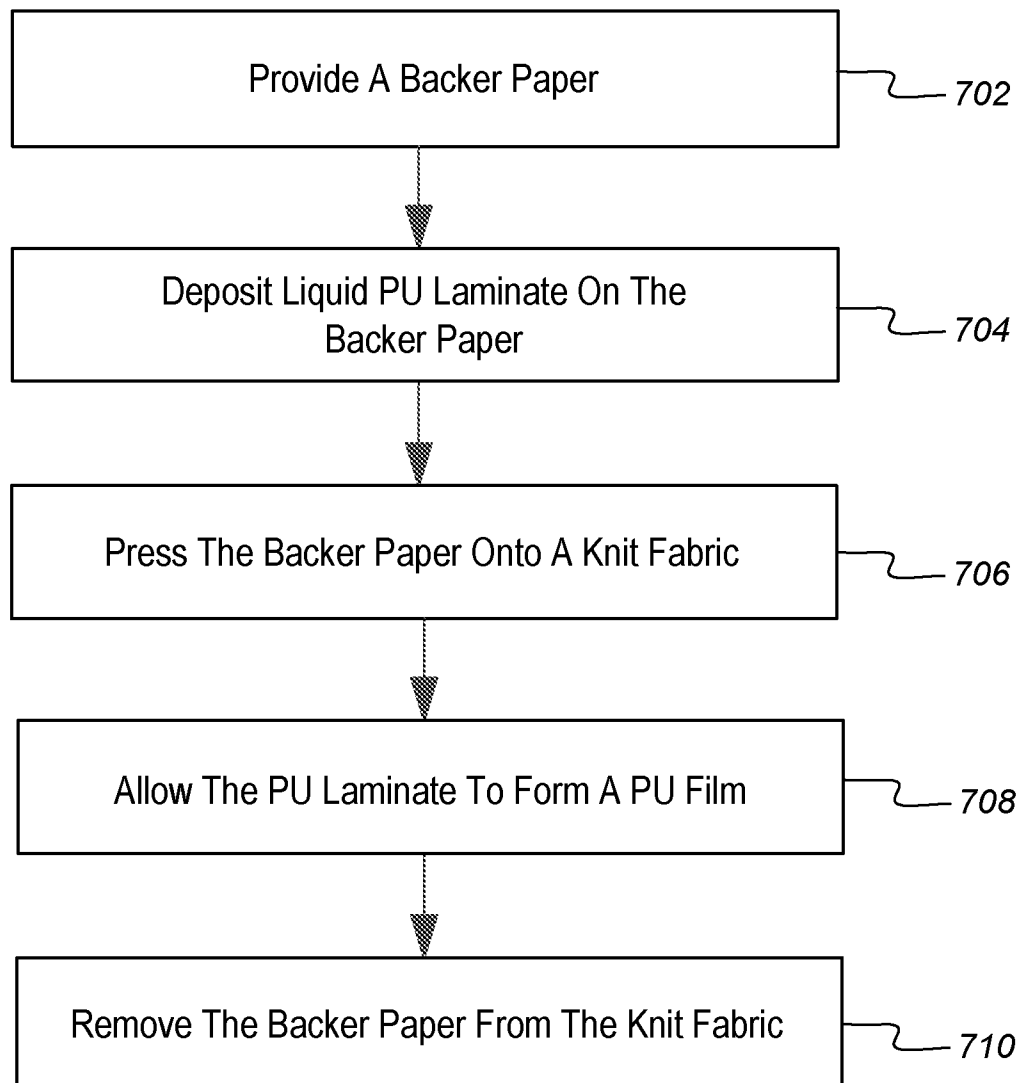 Provide A Backer Paper
702
Deposit Liquid PU Laminate On The
Backer Paper
704
Press The Backer Paper Onto A Knit Fabric
706
Allow The PU Laminate To Form A PU Film
708
Remove The Backer Paper From The Knit Fabric
710